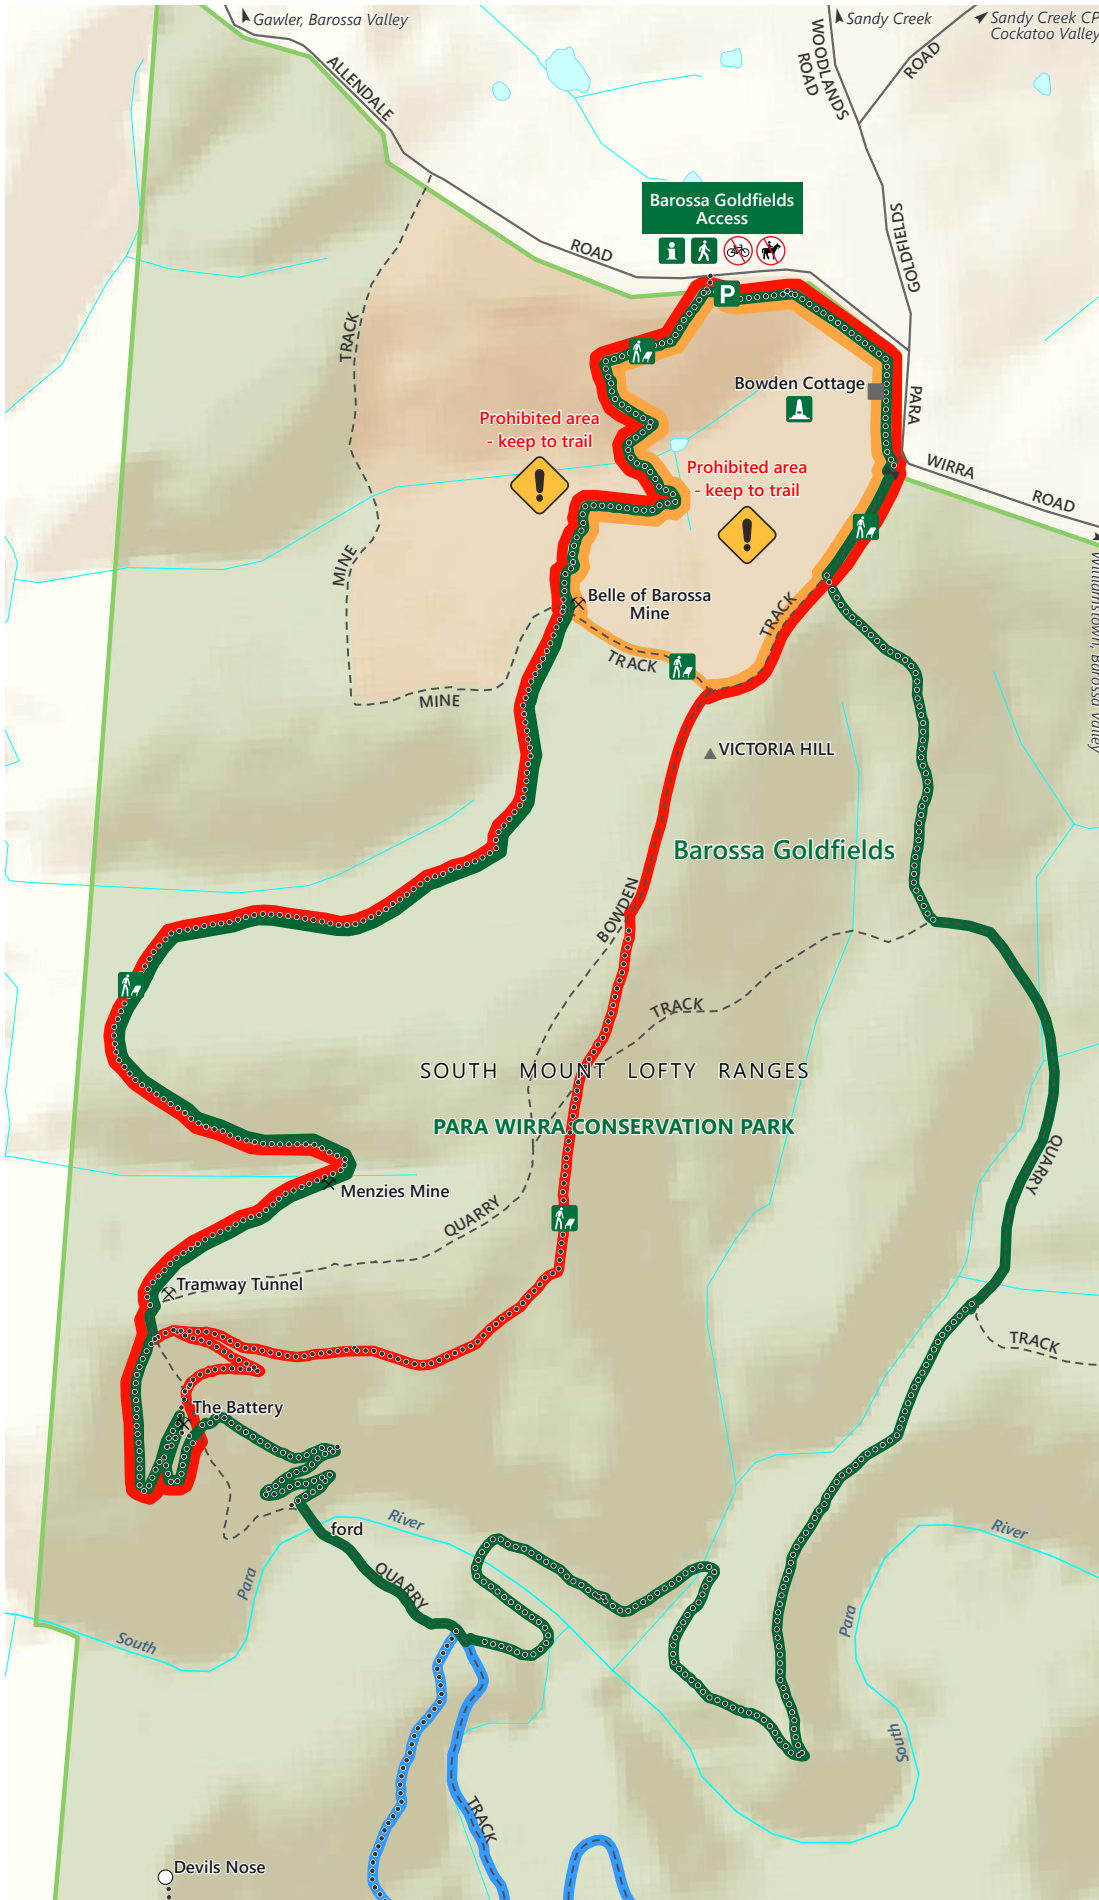 Gawler, Barossa Valley
Sandy Creek
Sandy Creek CP
Cockatoo Valley
WOODLANDS
ROAD
ROAD
ALLENDALE
Barossa Goldfields
Access
GOLDFIELDS
ROAD
P
TRACK
Bowden Cottage
PARA
Prohibited area
- keep to trail
WIRRA
Prohibited area
- keep to trail
ROAD
MINE
Williamstown, Barossa Valley
Belle of Barossa
Mine
TRACK
TRACK
MINE
VICTORIA HILL
Barossa Goldfields
BOWDEN
TRACK
SOUTH MOUNT LOFTY RANGES
PARA WIRRA CONSERVATION PARK
QUARRY
Menzies Mine
QUARRY
Tramway Tunnel
TRACK
The Battery
River
ford
River
QUARRY
Para
Para
South
South
TRACK
Devils Nose